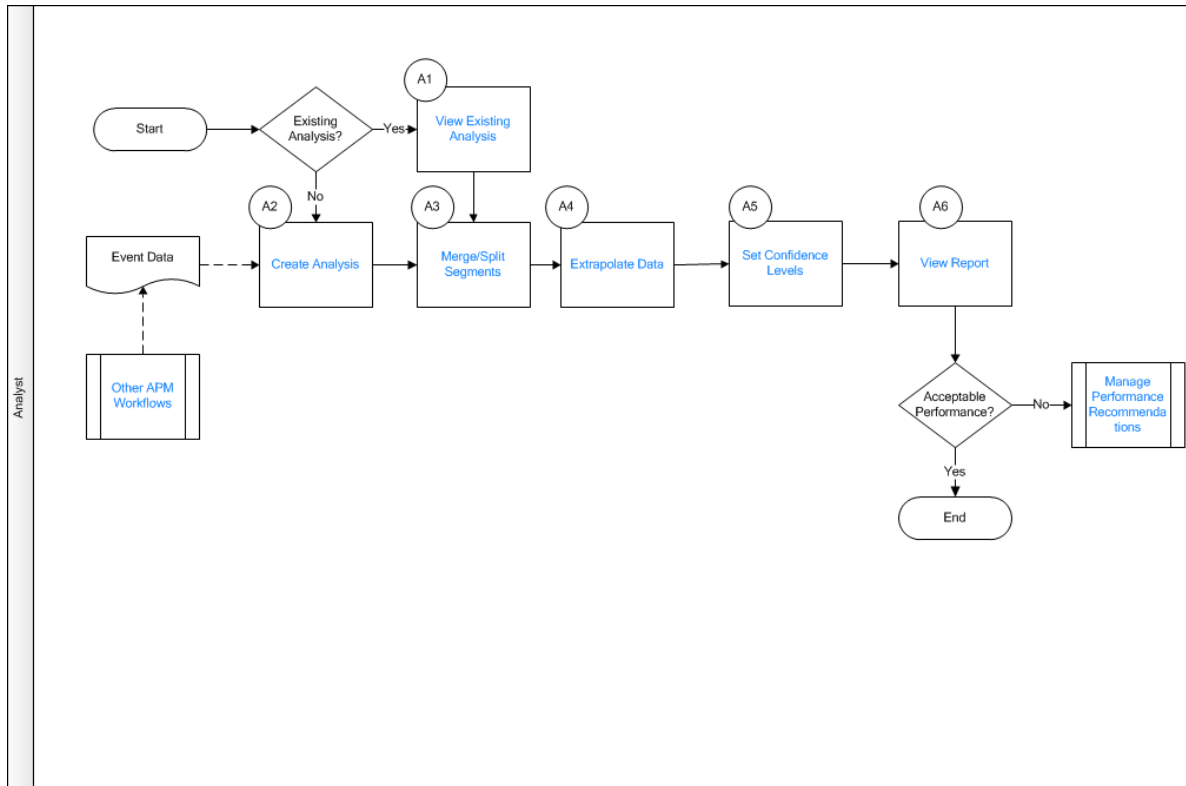 Analyst
Start
Existing
Analysis?
Yes
A1
View Existing
Analysis
No
Event Data
A2
Create Analysis
A3
Merge/Split
Segments
A4
Extrapolate Data
A5
Set Confidence
Levels
A6
View Report
Other APM
Workflows
Acceptable
Performance?
No
Manage
Performance
Recommenda
tions
Yes
End